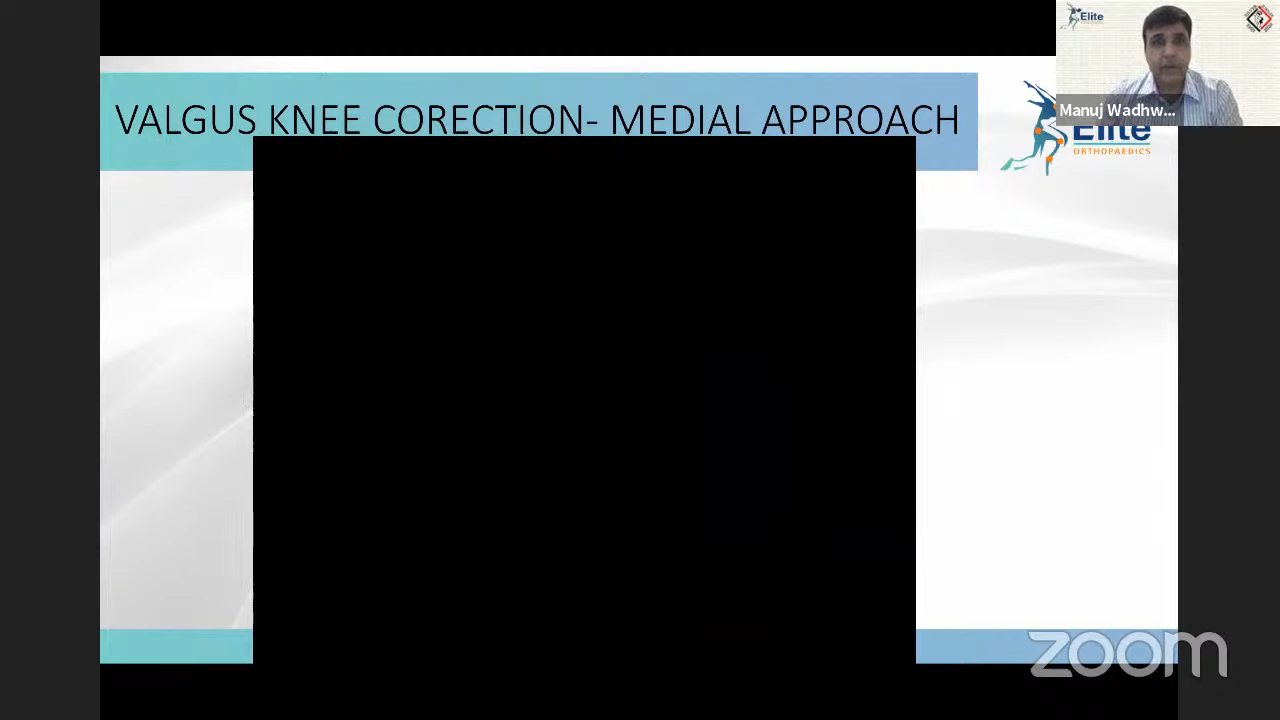 VALGUS KNEE CORECTION- MEDIAL APPROACH
Elite
Manuj Wadhw...
Elite
ORTHOPAEDICS
zoom